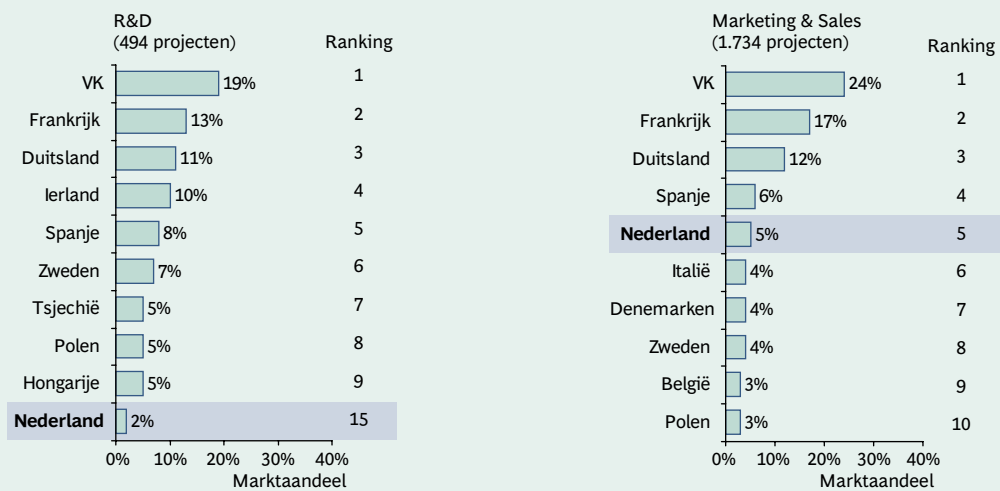 R&D
(494 projecten)
Ranking
VK 19% 1
Frankrijk 13% 2
Duitsland 11% 3
Ierland 10% 4
Spanje 8% 5
Zweden 7% 6
Tsjechië 5% 7
Polen 5% 8
Hongarije 5% 9
Nederland 2% 15
0% 10% 20% 30% 40%
Marktaandeel
Marketing & Sales
(1.734 projecten)
Ranking
VK 24% 1
Frankrijk 17% 2
Duitsland 12% 3
Spanje 6% 4
Nederland 5% 5
Italië 4% 6
Denemarken 4% 7
Zweden 4% 8
België 3% 9
Polen 3% 10
0% 10% 20% 30% 40%
Marktaandeel